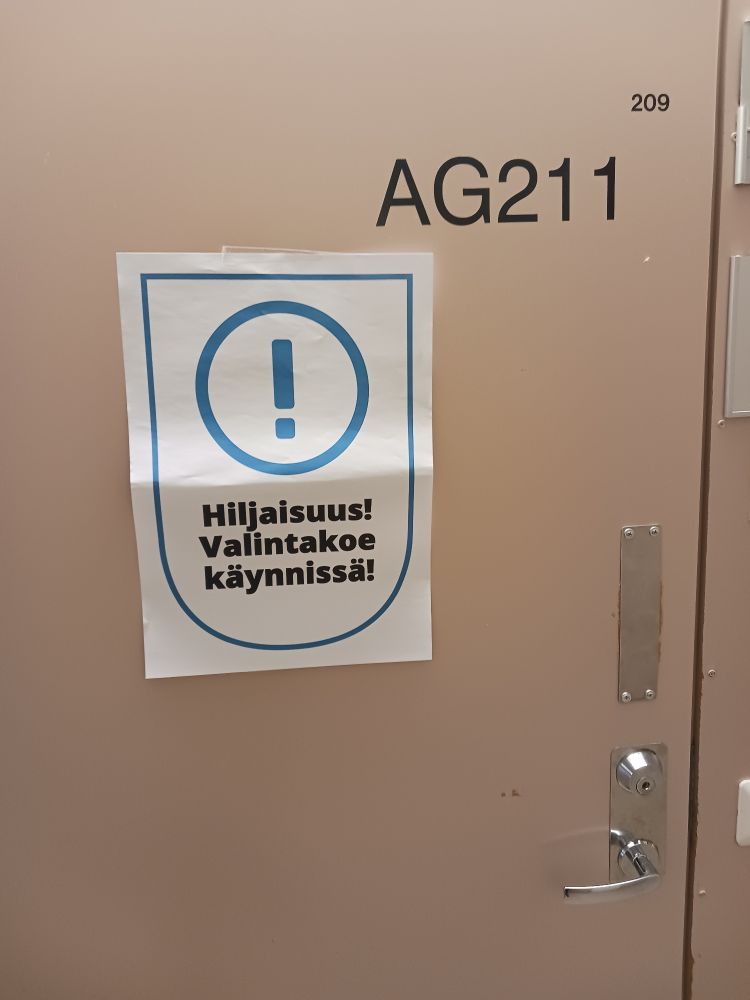 209
AG211
!
Hiljaisuus!
Valintakoe
käynnissä!